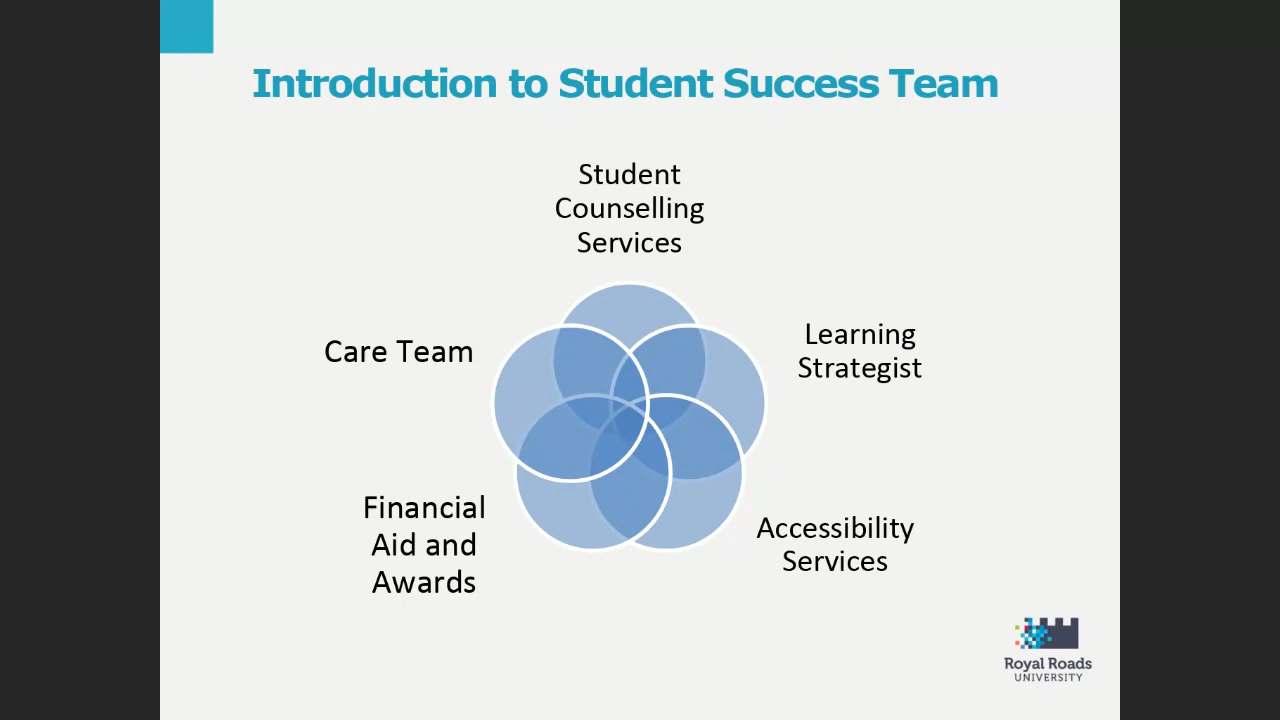 Introduction to Student Success Team
Student
Counselling
Services
Learning
Strategist
Care Team
Financial
Aid and
Awards
Accessibility
Services
Royal Roads
UNIVERSITY